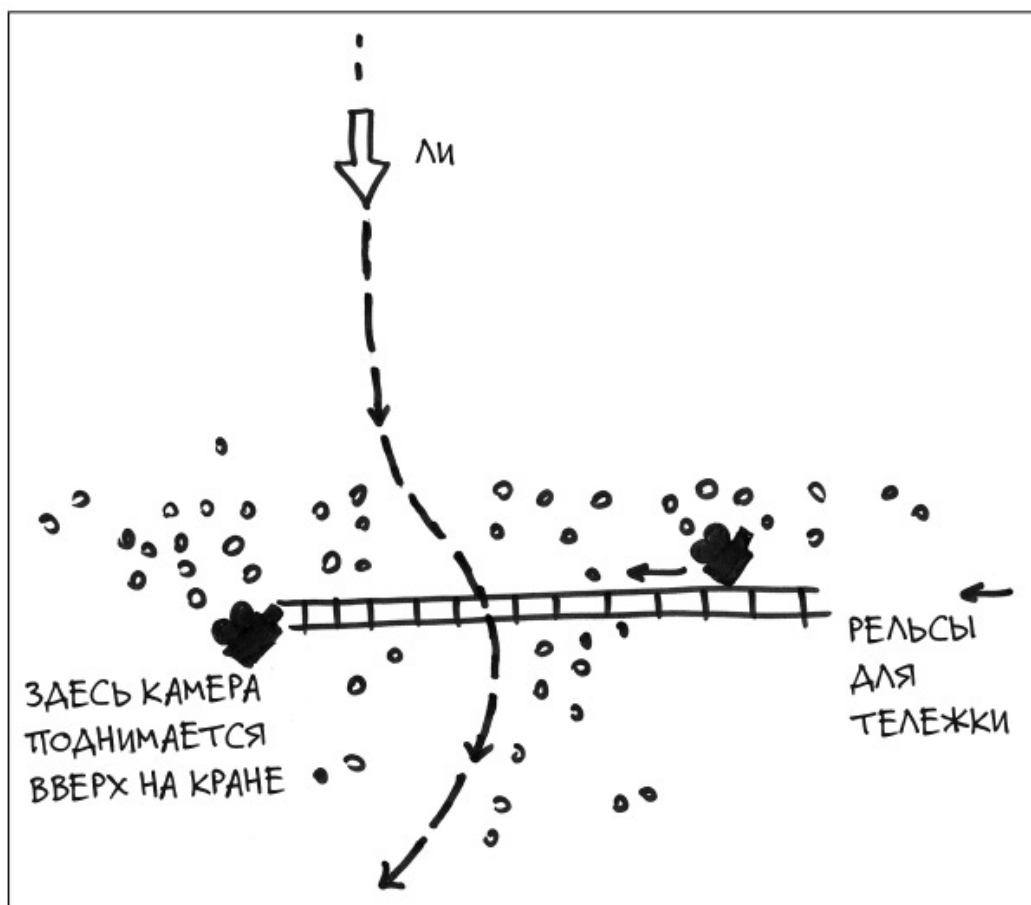 ЛИ
РЕЛЬСЫ
ДЛЯ
ТЕЛЕЖКИ
ЗДЕСЬ КАМЕРА
ПОДНИМАЕТСЯ
ВВЕРХ НА КРАНЕ